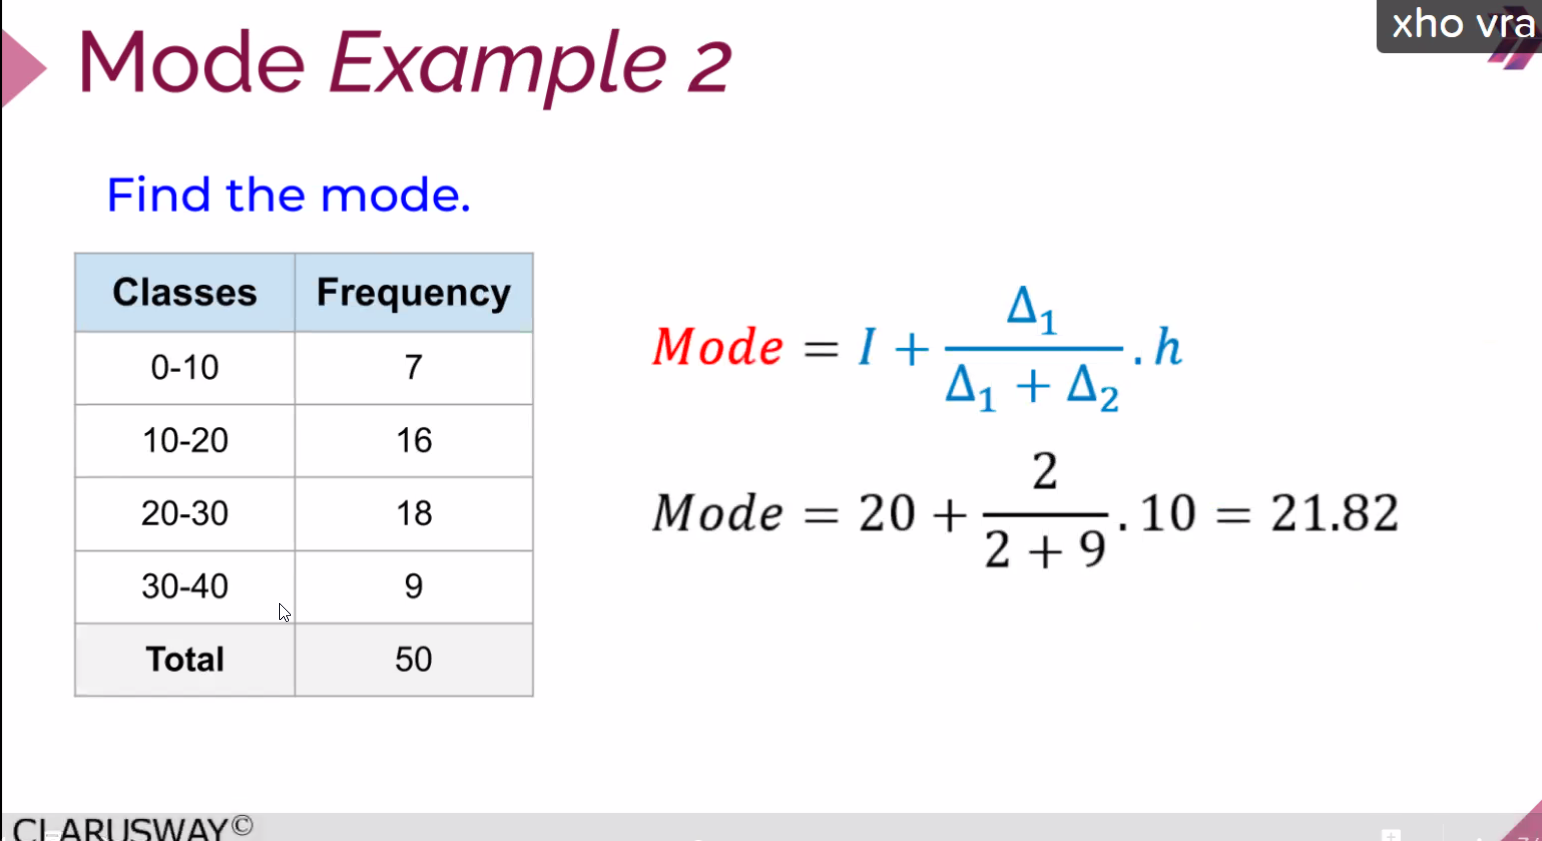 xho vra
Mode Example 2
Find the mode.
Classes Frequency
0-10 7
10-20 16
20-30 18
30-40 9
Total 50
Mode = I + Δ₁ / (Δ₁ + Δ₂) . h
Mode = 20 + 2 / (2 + 9) . 10 = 21.82
CLARUSWAY©